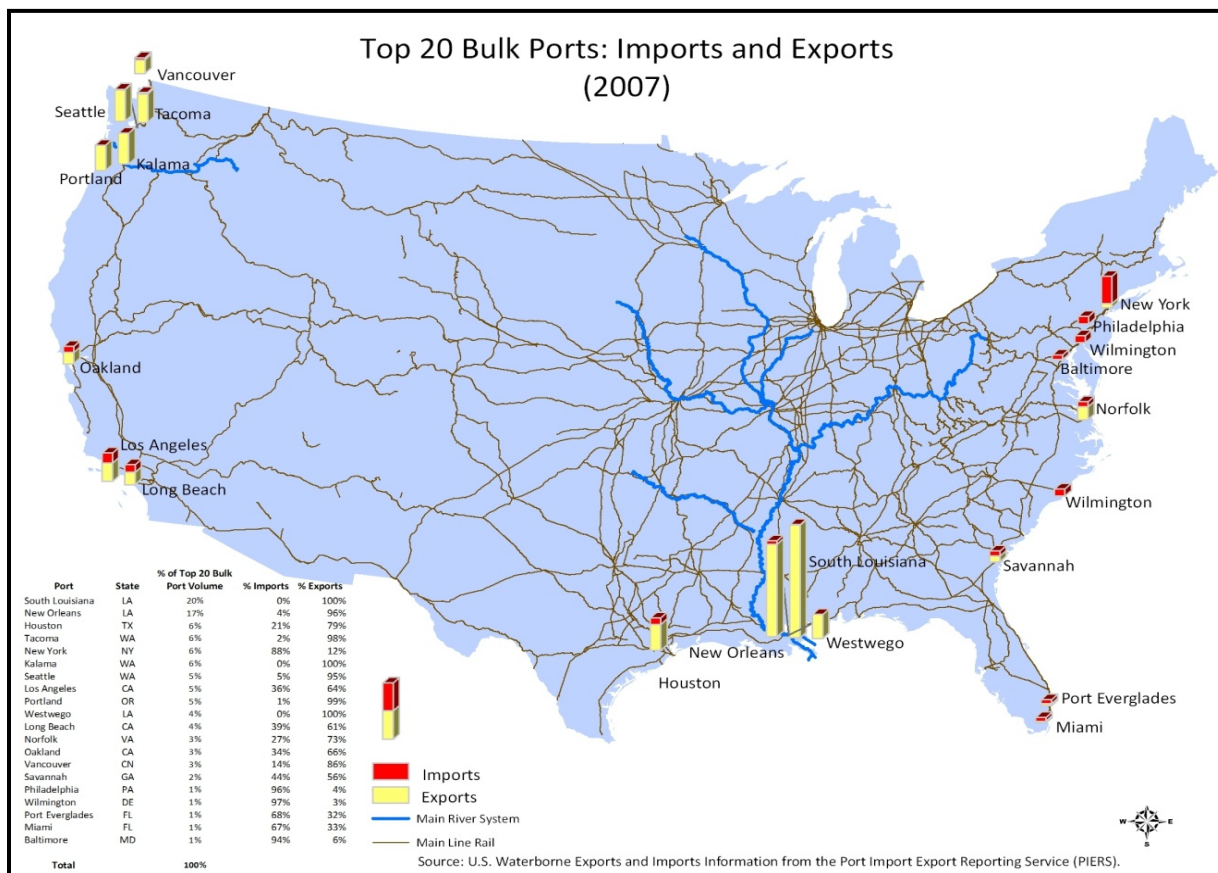 Top 20 Bulk Ports: Imports and Exports
(2007)
Vancouver
Seattle
Tacoma
Kalama
Portland
New York
Philadelphia
Wilmington
Baltimore
Oakland
Norfolk
Los Angeles
Long Beach
Wilmington
South Louisiana
Savannah
Westwego
New Orleans
Houston
Port Everglades
Miami
% of Top 20 Bulk
Port State Port Volume % Imports % Exports
South Louisiana LA 20% 0% 100%
New Orleans LA 17% 4% 96%
Houston TX 6% 21% 79%
Tacoma WA 6% 2% 98%
New York NY 6% 88% 12%
Kalama WA 6% 0% 100%
Seattle WA 5% 5% 95%
Los Angeles CA 5% 36% 64%
Portland OR 5% 1% 99%
Westwego LA 4% 0% 100%
Long Beach CA 4% 39% 61%
Norfolk VA 3% 27% 73%
Oakland CA 3% 34% 66%
Vancouver CN 3% 14% 86%
Savannah GA 2% 44% 56%
Philadelphia PA 1% 96% 4%
Wilmington DE 1% 97% 3%
Port Everglades FL 1% 68% 32%
Miami FL 1% 67% 33%
Baltimore MD 1% 94% 6%
Total 100%
Imports
Exports
Main River System
Main Line Rail
N
W E
S
Source: U.S. Waterborne Exports and Imports Information from the Port Import Export Reporting Service (PIERS).